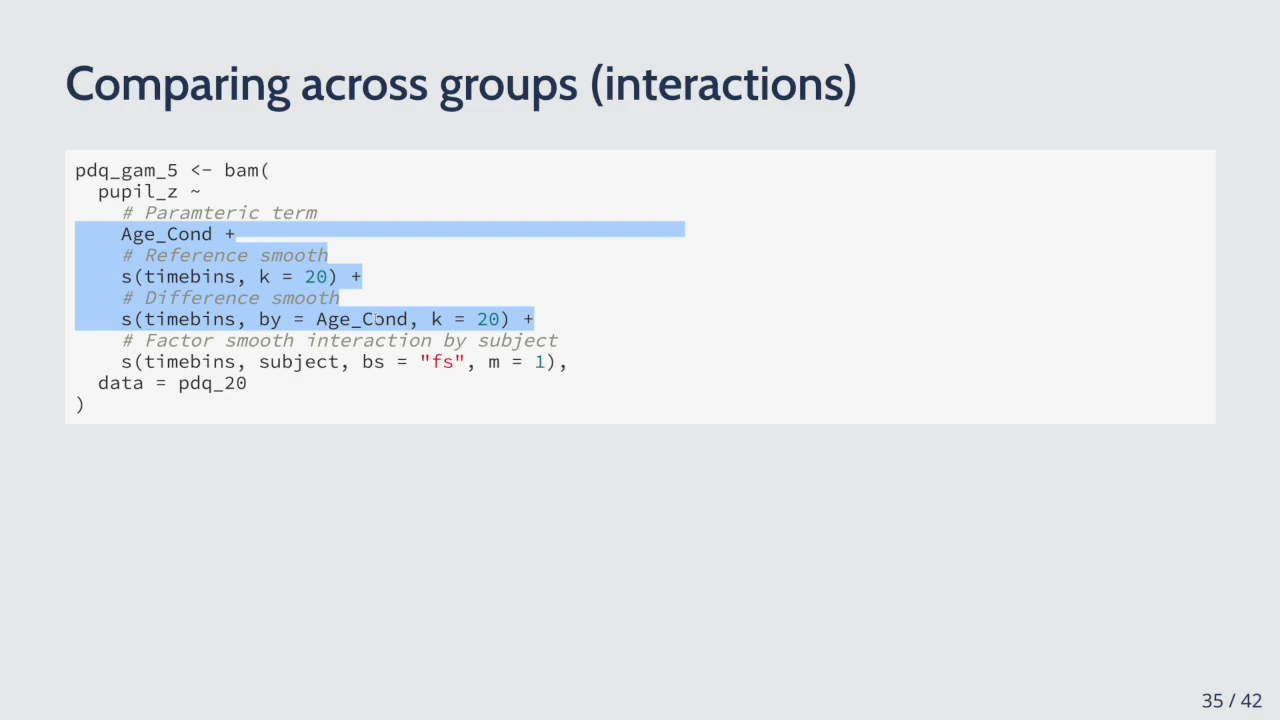 Comparing across groups (interactions)
pdq_gam_5 <- bam(
  pupil_z ~
    # Paramteric term
    Age_Cond +
    # Reference smooth
    s(timebins, k = 20) +
    # Difference smooth
    s(timebins, by = Age_Cond, k = 20) +
    # Factor smooth interaction by subject
    s(timebins, subject, bs = "fs", m = 1),
  data = pdq_20
)
35 / 42